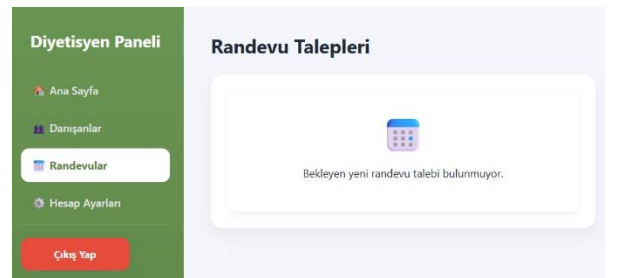 Diyetisyen Paneli
Ana Sayfa
Danışanlar
Randevular
Hesap Ayarları
Çıkış Yap
Randevu Talepleri
Bekleyen yeni randevu talebi bulunmuyor.